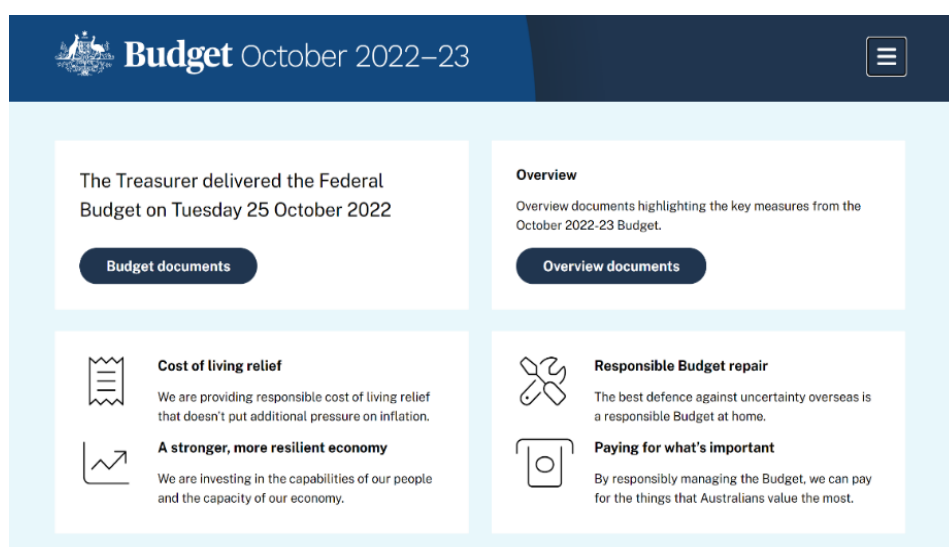 Budget October 2022–23
The Treasurer delivered the Federal
Budget on Tuesday 25 October 2022
Budget documents
Overview
Overview documents highlighting the key measures from the
October 2022-23 Budget.
Overview documents
Cost of living relief
We are providing responsible cost of living relief
that doesn't put additional pressure on inflation.
A stronger, more resilient economy
We are investing in the capabilities of our people
and the capacity of our economy.
Responsible Budget repair
The best defence against uncertainty overseas is
a responsible Budget at home.
Paying for what's important
By responsibly managing the Budget, we can pay
for the things that Australians value the most.